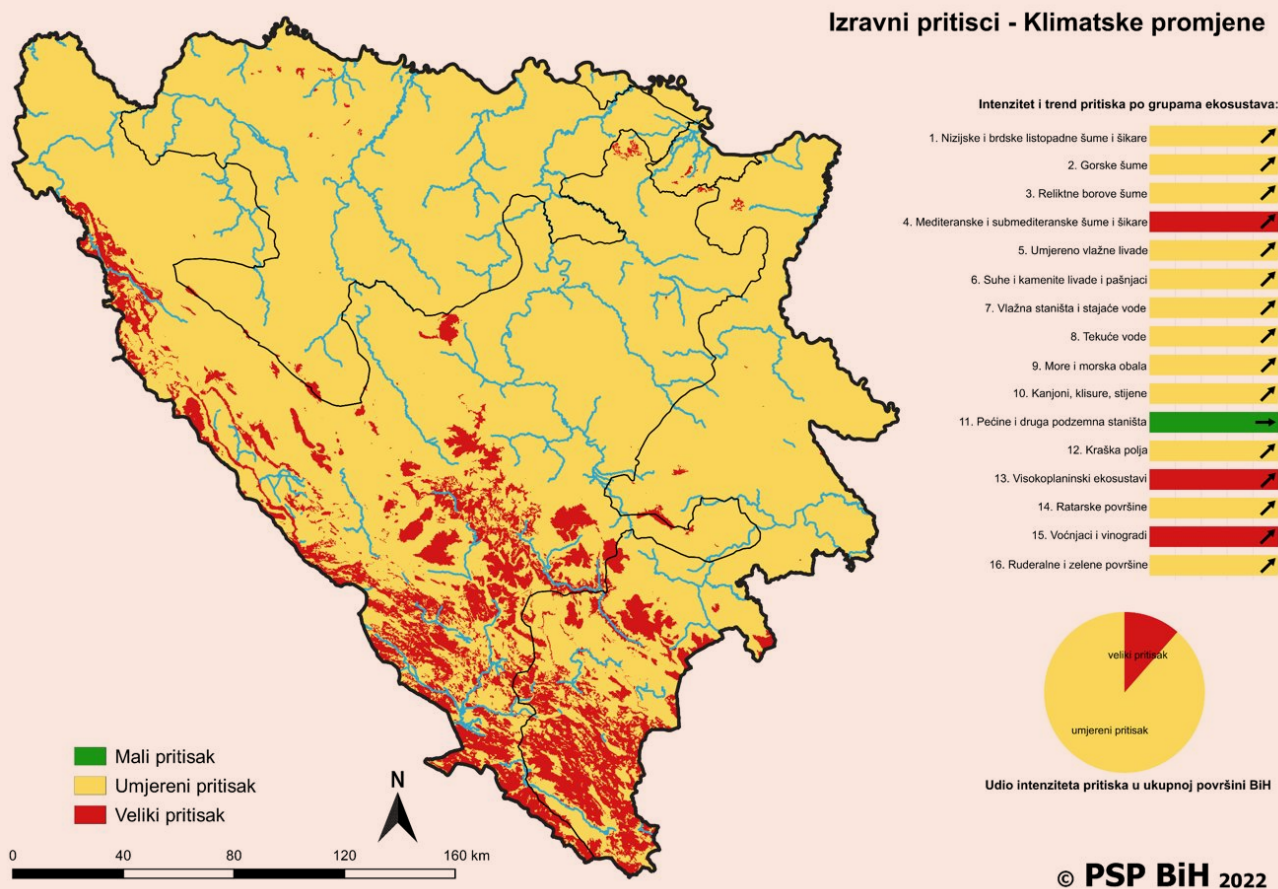 Izravni pritisci - Klimatske promjene
Intenzitet i trend pritiska po grupama ekosustava:
1. Nizijske i brdske listopadne šume i šikare
2. Gorske šume
3. Reliktne borove šume
4. Mediteranske i submediteranske šume i šikare
5. Umjereno vlažne livade
6. Suhe i kamenite livade i pašnjaci
7. Vlažna staništa i stajaće vode
8. Tekuće vode
9. More i morska obala
10. Kanjoni, klisure, stijene
11. Pećine i druga podzemna staništa
12. Kraška polja
13. Visokoplaninski ekosustavi
14. Ratarske površine
15. Voćnjaci i vinogradi
16. Ruderalne i zelene površine
veliki pritisak
umjereni pritisak
Udio intenziteta pritiska u ukupnoj površini BiH
Mali pritisak
Umjereni pritisak
Veliki pritisak
N
0 40 80 120 160 km
© PSP BiH 2022